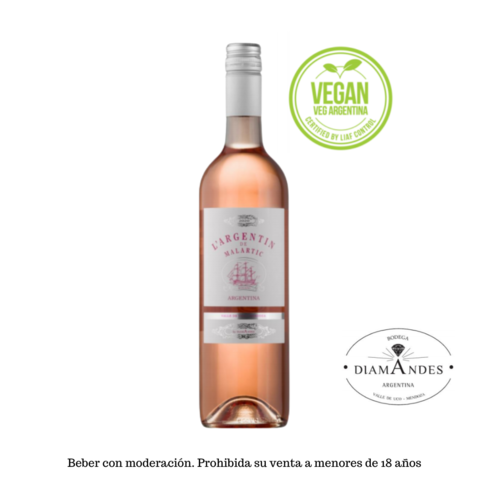 VEGAN
VEG ARGENTINA
CERTIFIED BY LIAF CONTROL
L'ARGENTIN
DE
MALARTIC
ARGENTINA
BODEGA
DIAMANDES
ARGENTINA
VALLE DE UCO - MENDOZA
Beber con moderación. Prohibida su venta a menores de 18 años